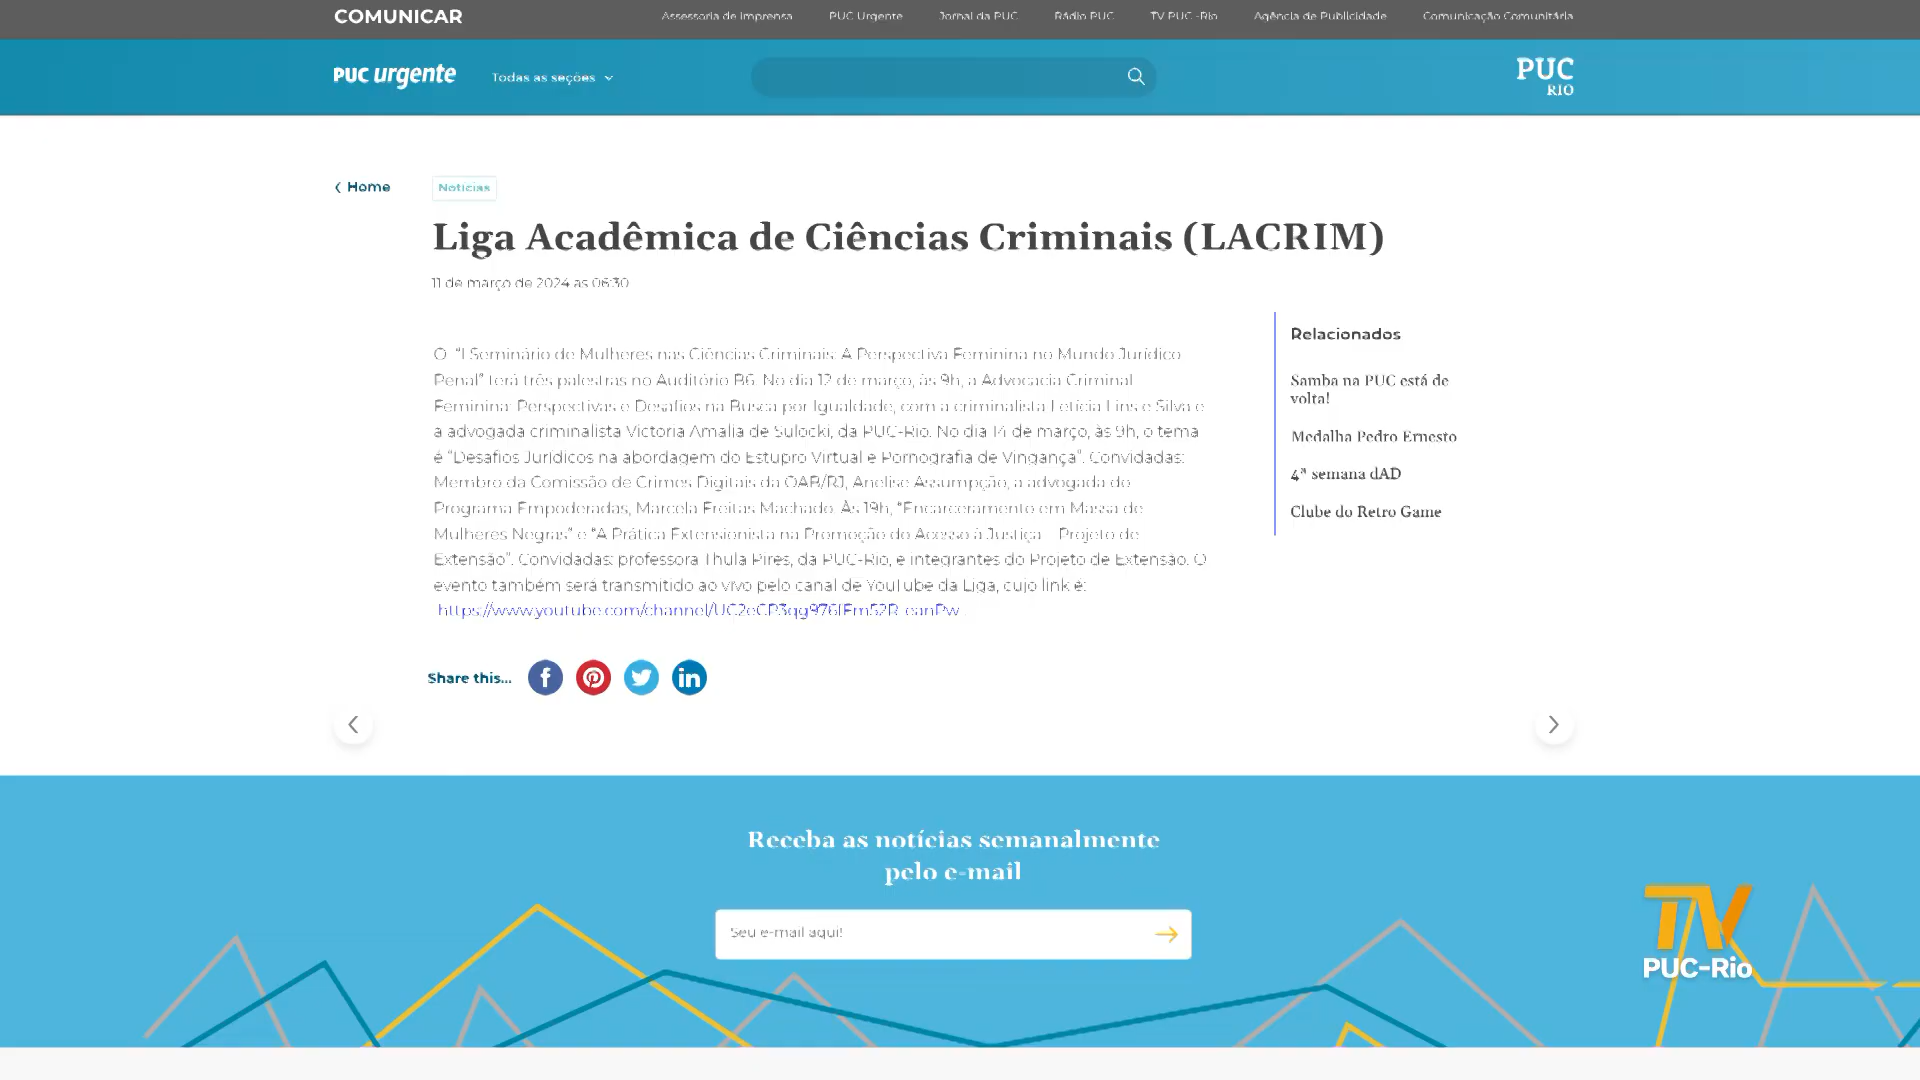 COMUNICAR
Assessoria de Imprensa
PUC Urgente
Jornal da PUC
Rádio PUC
TV PUC -Rio
Agência de Publicidade
Comunicação Comunitária
PUC urgente
Todas as seções
PUC
RIO
Home
Notícias
Liga Acadêmica de Ciências Criminais (LACRIM)
11 de março de 2024 as 06:30
O “I Seminário de Mulheres nas Ciências Criminais: A Perspectiva Feminina no Mundo Jurídico
Penal” terá três palestras no Auditório B6. No dia 12 de março, às 9h, a Advocacia Criminal
Feminina: Perspectivas e Desafios na Busca por Igualdade, com a criminalista Letícia Lins e Silva e
a advogada criminalista Victoria Amalia de Sulocki, da PUC-Rio. No dia 14 de março, às 9h, o tema
é “Desafios Jurídicos na abordagem do Estupro Virtual e Pornografia de Vingança”. Convidadas:
Membro da Comissão de Crimes Digitais da OAB/RJ, Anelise Assumpção, a advogada do
Programa Empoderadas, Marcela Freitas Machado. Às 19h, “Encarceramento em Massa de
Mulheres Negras” e “A Prática Extensionista na Promoção do Acesso à Justiça – Projeto de
Extensão”. Convidadas: professora Thula Pires, da PUC-Rio, e integrantes do Projeto de Extensão. O
evento também será transmitido ao vivo pelo canal de YouTube da Liga, cujo link é:
Relacionados
Samba na PUC está de
volta!
Medalha Pedro Ernesto
4ª semana dAD
Clube do Retro Game
Share this...
Receba as notícias semanalmente
pelo e-mail
Seu e-mail aqui!
TV
PUC-Rio